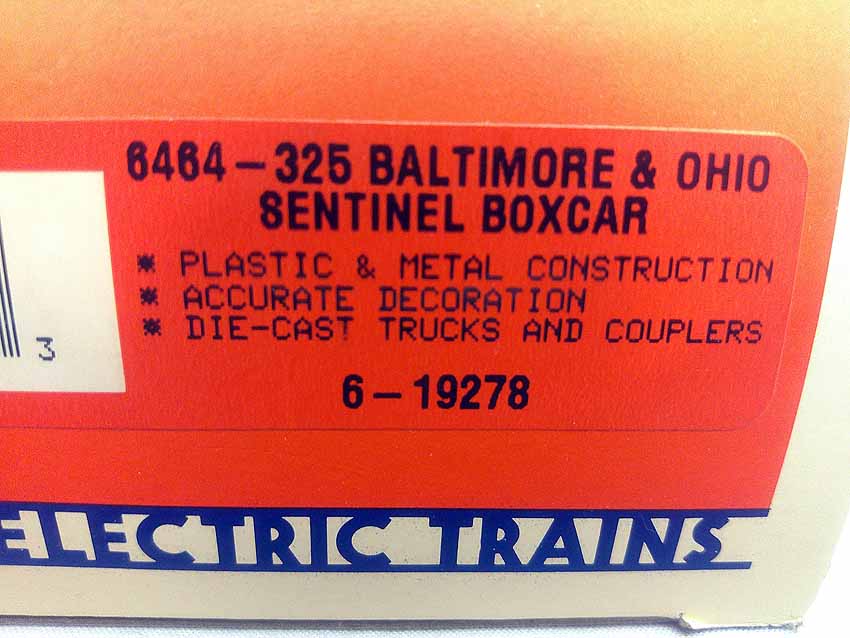 6464-325 BALTIMORE & OHIO
SENTINEL BOXCAR
* PLASTIC & METAL CONSTRUCTION
* ACCURATE DECORATION
* DIE-CAST TRUCKS AND COUPLERS
3
6-19278
ELECTRIC TRAINS